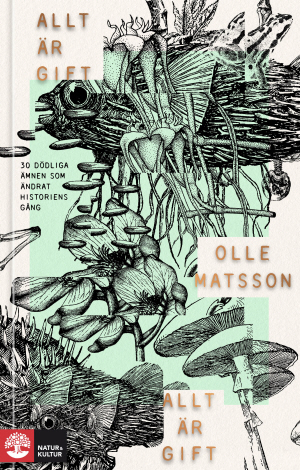 ALLT
ÄR
GIFT
30 DÖDLIGA
ÄMNEN SOM
ÄNDRAT
HISTORIENS
GÅNG
OLLE
MATSSON
ALLT
ÄR
GIFT
NATUR &
KULTUR